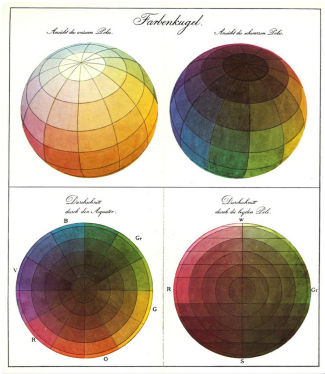 Farbenkugel.
Ansicht des weissen Poles.
Ansicht des schwarzen Poles.
Durchschnitt
durch den Aequator.
Durchschnitt
durch die beyden Pole.
B
Gr
V
G
R
O
W
R
Gr
S